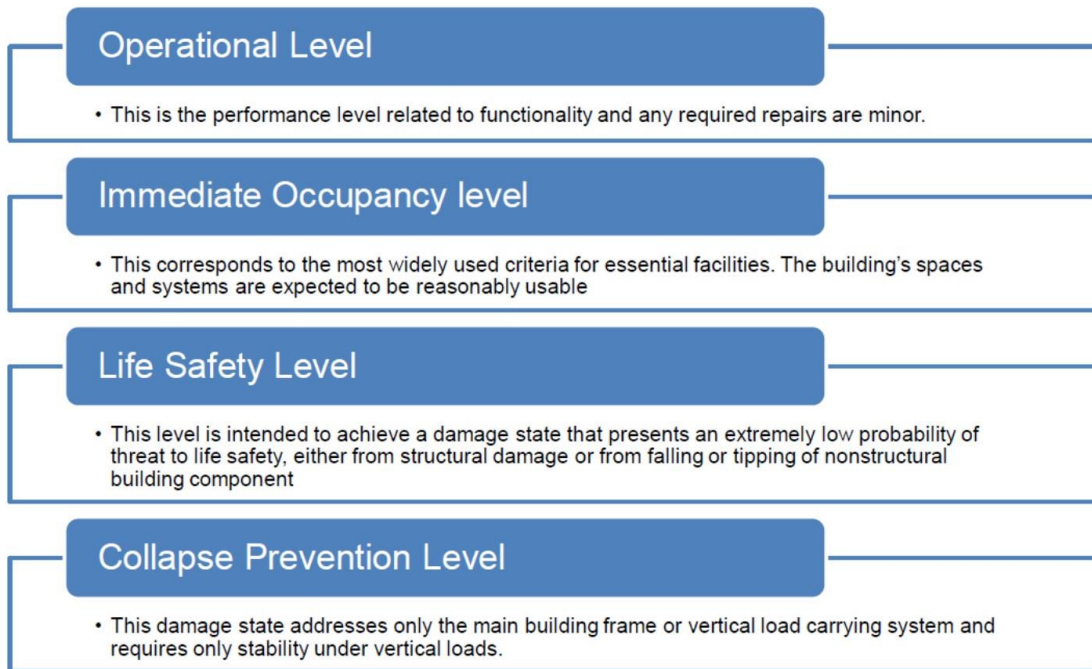 Operational Level
• This is the performance level related to functionality and any required repairs are minor.
Immediate Occupancy level
• This corresponds to the most widely used criteria for essential facilities. The building's spaces
and systems are expected to be reasonably usable
Life Safety Level
• This level is intended to achieve a damage state that presents an extremely low probability of
threat to life safety, either from structural damage or from falling or tipping of nonstructural
building component
Collapse Prevention Level
• This damage state addresses only the main building frame or vertical load carrying system and
requires only stability under vertical loads.